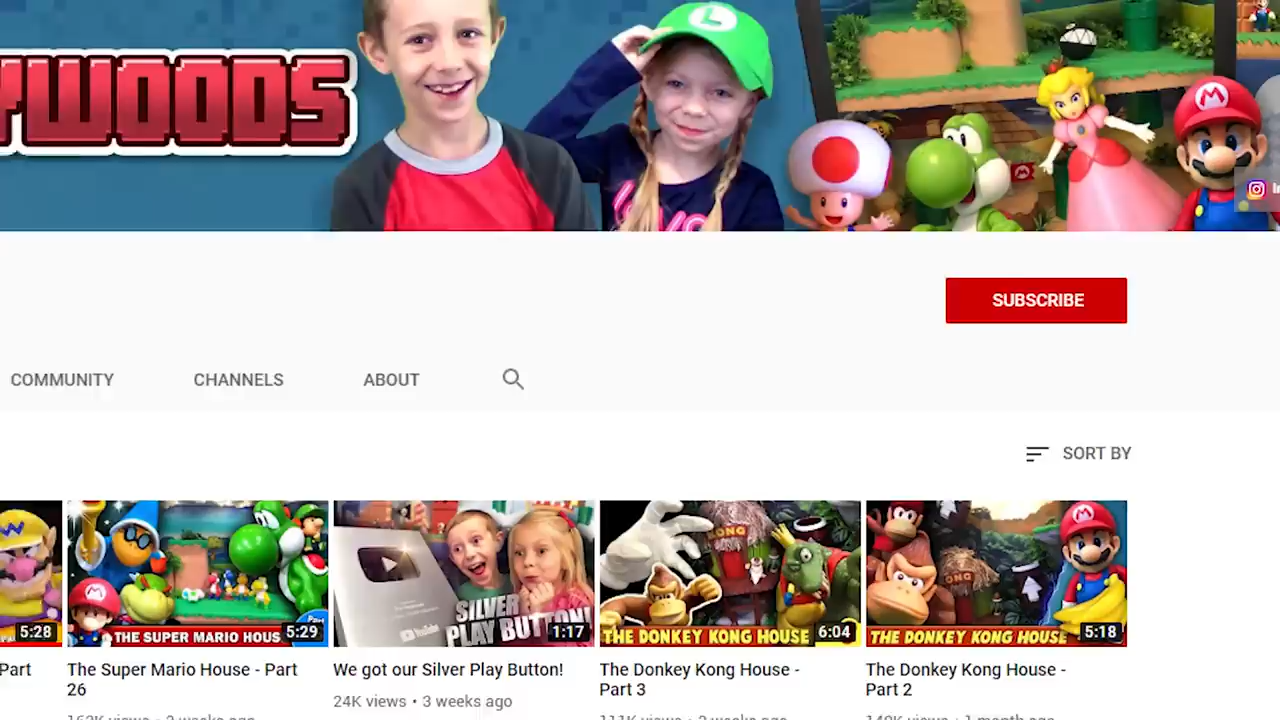 YWOODS
L
M
SUBSCRIBE
COMMUNITY
CHANNELS
ABOUT
SORT BY
5:28
THE SUPER MARIO HOUS
5:29
SILVER
PLAY BUTTON!
1:17
KONG
THE DONKEY KONG HOUSE
6:04
THE DONKEY KONG HOUSE
5:18
Part
The Super Mario House - Part
26
We got our Silver Play Button!
24K views • 3 weeks ago
The Donkey Kong House -
Part 3
The Donkey Kong House -
Part 2